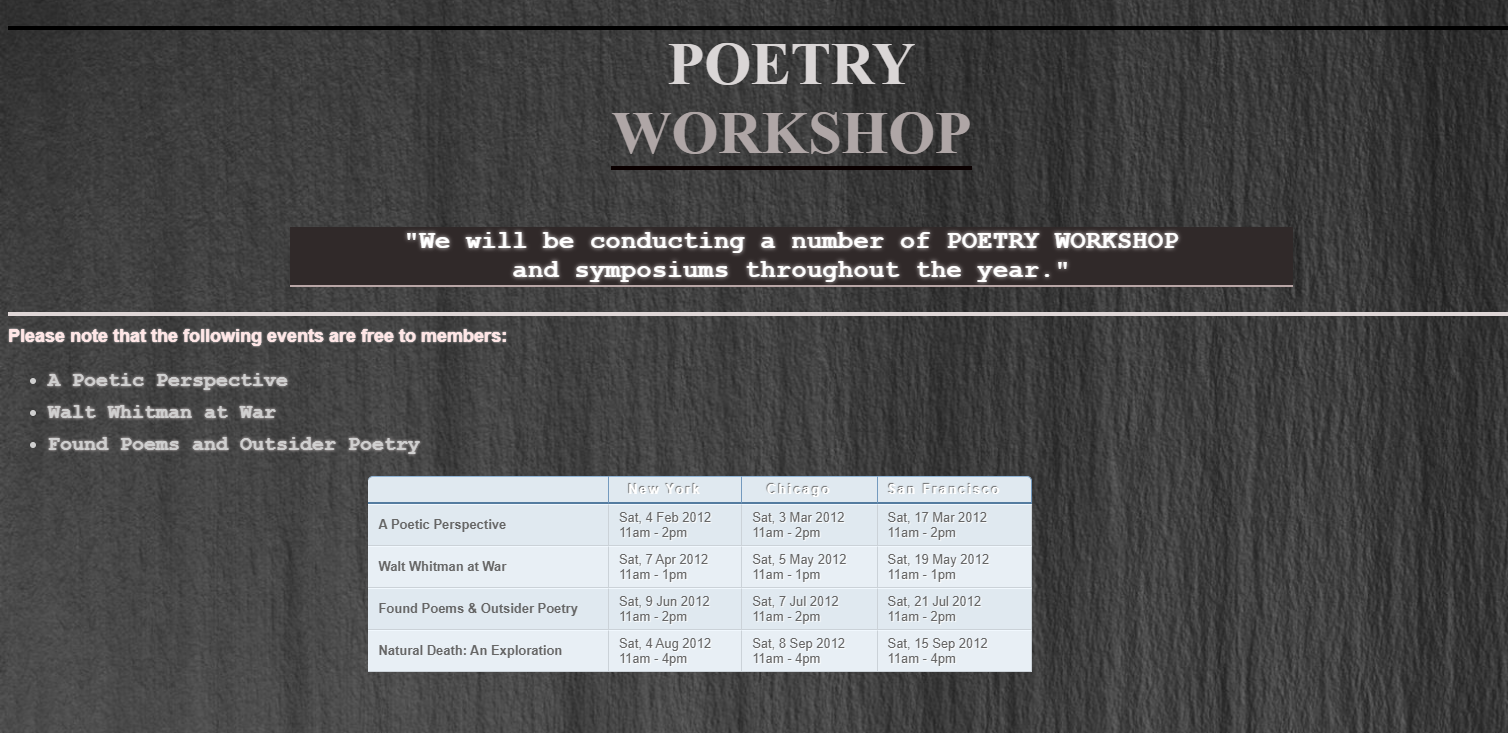 POETRY
WORKSHOP
"We will be conducting a number of POETRY WORKSHOP
and symposiums throughout the year."
Please note that the following events are free to members:
• A Poetic Perspective
• Walt Whitman at War
• Found Poems and Outsider Poetry
New York Chicago San Francisco
A Poetic Perspective Sat, 4 Feb 2012 Sat, 3 Mar 2012 Sat, 17 Mar 2012
11am - 2pm 11am - 2pm 11am - 2pm
Walt Whitman at War Sat, 7 Apr 2012 Sat, 5 May 2012 Sat, 19 May 2012
11am - 1pm 11am - 1pm 11am - 1pm
Found Poems & Outsider Poetry Sat, 9 Jun 2012 Sat, 7 Jul 2012 Sat, 21 Jul 2012
11am - 2pm 11am - 2pm 11am - 2pm
Natural Death: An Exploration Sat, 4 Aug 2012 Sat, 8 Sep 2012 Sat, 15 Sep 2012
11am - 4pm 11am - 4pm 11am - 4pm